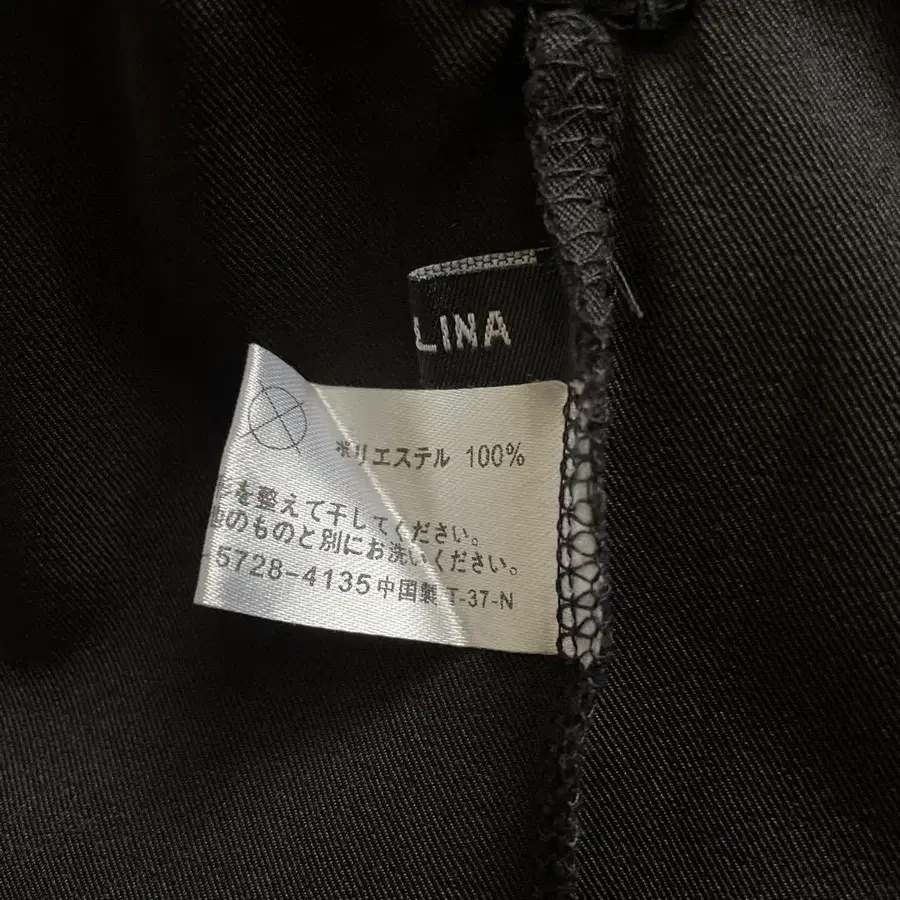 LINA
ポリエステル 100%
形を整えて干してください。
他のものと別にお洗いください。
5728-4135 中国製 T-37-N